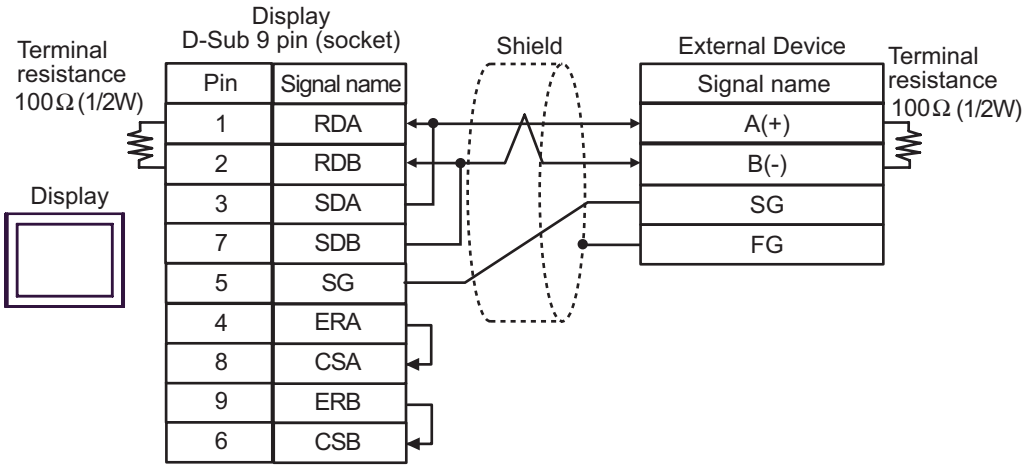 Display
D-Sub 9 pin (socket)
Shield
External Device
Terminal
resistance
100Ω (1/2W)
Terminal
resistance
100Ω (1/2W)
Pin Signal name
Signal name
1 RDA
A(+)
2 RDB
B(-)
3 SDA
SG
7 SDB
FG
5 SG
4 ERA
8 CSA
9 ERB
6 CSB
Display